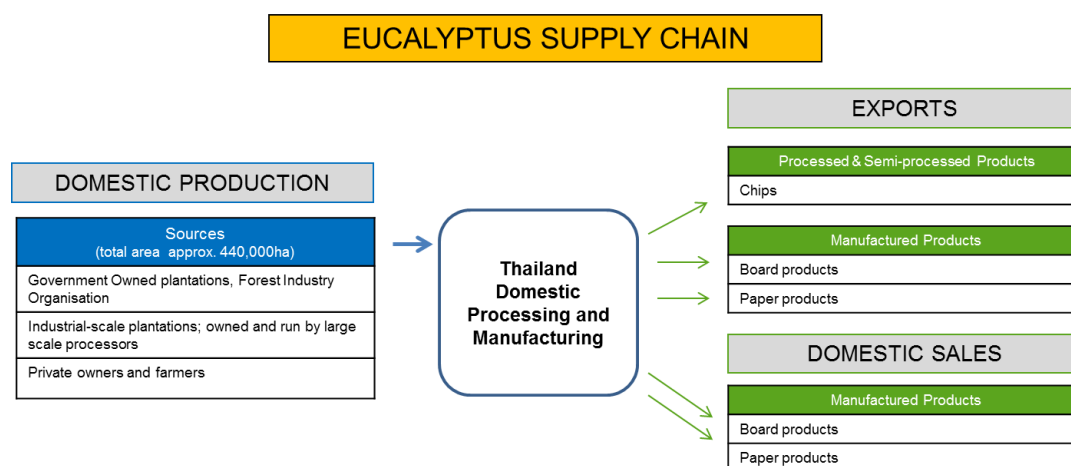 EUCALYPTUS SUPPLY CHAIN
DOMESTIC PRODUCTION
Sources
(total area approx. 440,000ha)
Government Owned plantations, Forest Industry
Organisation
Industrial-scale plantations; owned and run by large
scale processors
Private owners and farmers
Thailand
Domestic
Processing and
Manufacturing
EXPORTS
Processed & Semi-processed Products
Chips
Manufactured Products
Board products
Paper products
DOMESTIC SALES
Manufactured Products
Board products
Paper products